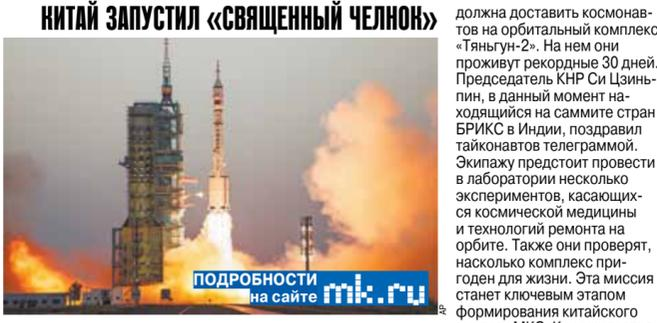 КИТАЙ ЗАПУСТИЛ «СВЯЩЕННЫЙ ЧЕЛНОК»
ПОДРОБНОСТИ
на сайте mk.ru
AP
должна доставить космонав-
тов на орбитальный комплекс
«Тяньгун-2». На нем они
проживут рекордные 30 дней.
Председатель КНР Си Цзинь-
пин, в данный момент на-
ходящийся на саммите стран
БРИКС в Индии, поздравил
тайконавтов телеграммой.
Экипажу предстоит провести
в лаборатории несколько
экспериментов, касающих-
ся космической медицины
и технологий ремонта на
орбите. Также они проверят,
насколько комплекс при-
годен для жизни. Эта миссия
станет ключевым этапом
формирования китайского